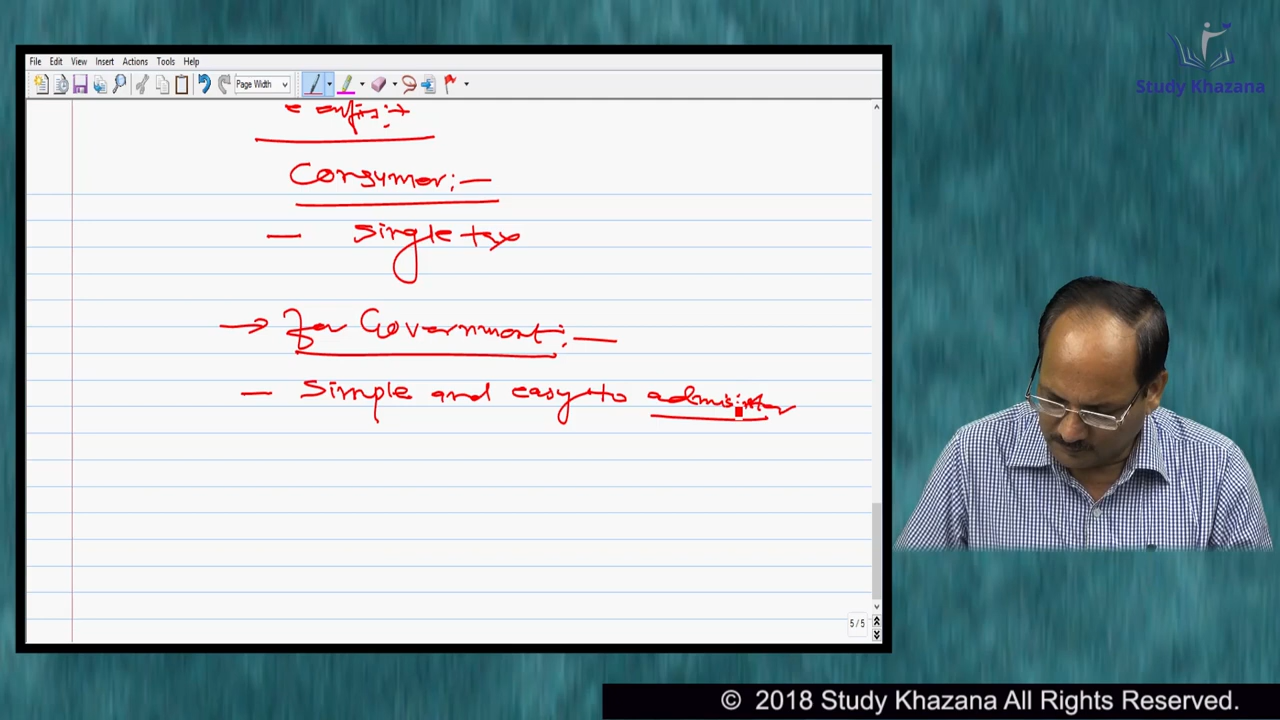 Study Khazana
File Edit View Insert Actions Tools Help
Page Width
Consumer:-
- Single tax
→ for Government:-
- Simple and easy to administer
5 / 5
© 2018 Study Khazana All Rights Reserved.